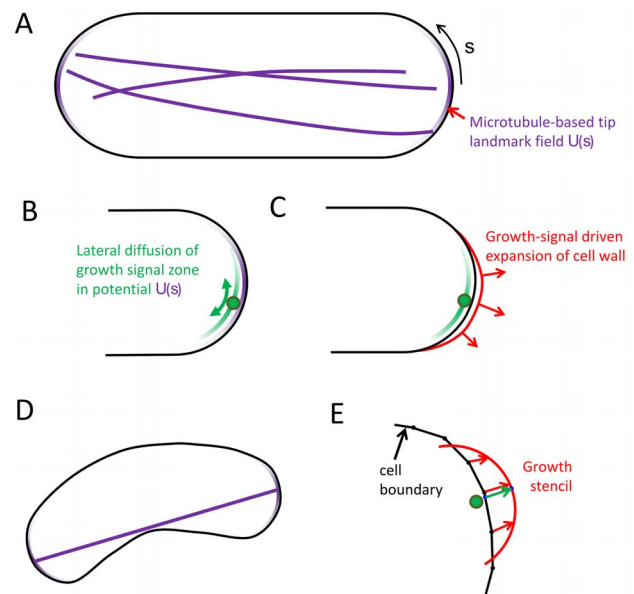 A
s
Microtubule-based tip
landmark field U(s)
B
Lateral diffusion of
growth signal zone
in potential U(s)
C
Growth-signal driven
expansion of cell wall
D
E
cell
boundary
Growth
stencil